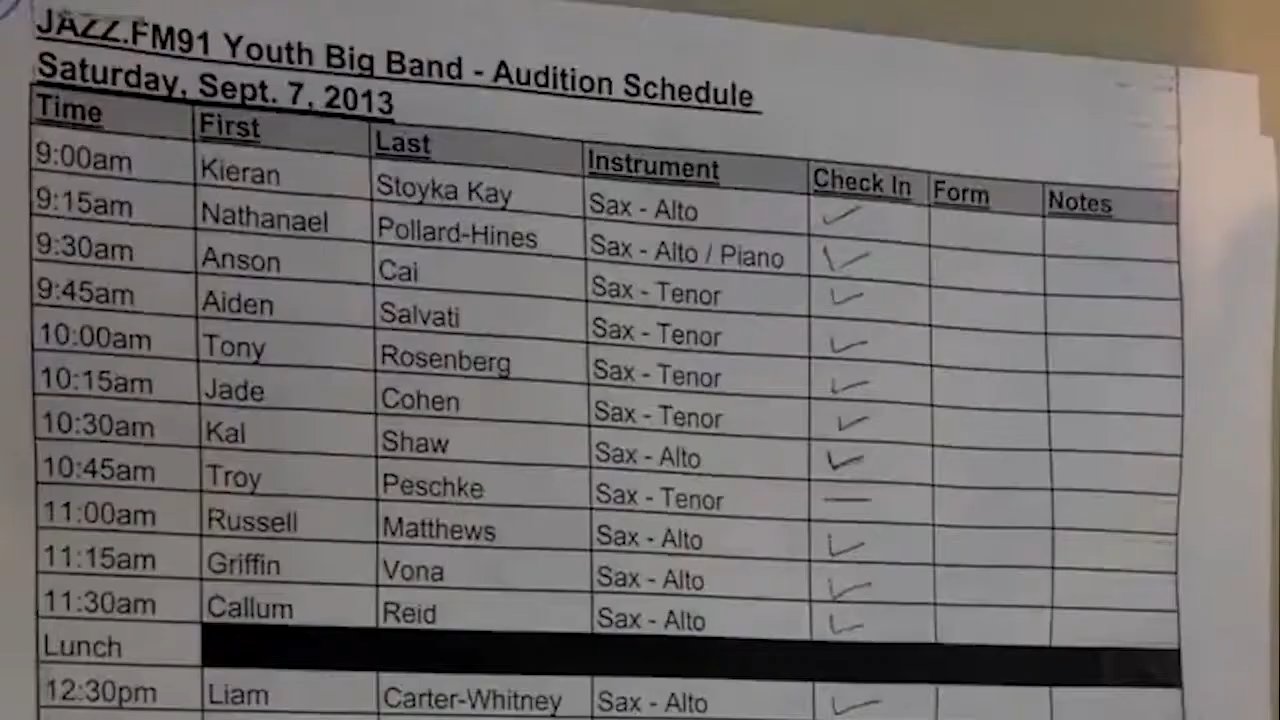 JAZZ.FM91 Youth Big Band - Audition Schedule
Saturday, Sept. 7, 2013
Time First Last Instrument Check In Form Notes
9:00am Kieran Stoyka Kay Sax - Alto
9:15am Nathanael Pollard-Hines Sax - Alto / Piano
9:30am Anson Cai Sax - Tenor
9:45am Aiden Salvati Sax - Tenor
10:00am Tony Rosenberg Sax - Tenor
10:15am Jade Cohen Sax - Tenor
10:30am Kal Shaw Sax - Alto
10:45am Troy Peschke Sax - Tenor
11:00am Russell Matthews Sax - Alto
11:15am Griffin Vona Sax - Alto
11:30am Callum Reid Sax - Alto
Lunch
12:30pm Liam Carter-Whitney Sax - Alto